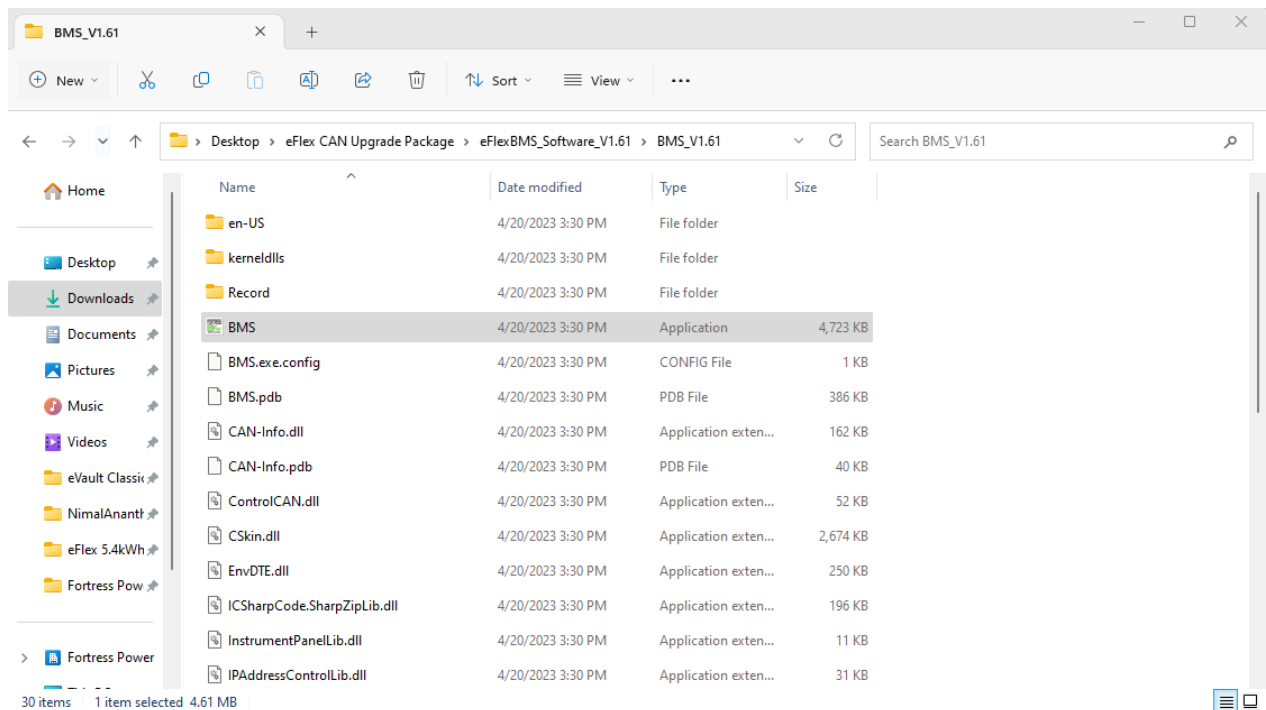 BMS_V1.61
New
Sort
View
Desktop > eFlex CAN Upgrade Package > eFlexBMS_Software_V1.61 > BMS_V1.61
Search BMS_V1.61
Home
Desktop
Downloads
Documents
Pictures
Music
Videos
eVault Classic
NimalAnanth
eFlex 5.4kWh
Fortress Pow
Fortress Power
Name Date modified Type Size
en-US 4/20/2023 3:30 PM File folder
kerneldlls 4/20/2023 3:30 PM File folder
Record 4/20/2023 3:30 PM File folder
BMS 4/20/2023 3:30 PM Application 4,723 KB
BMS.exe.config 4/20/2023 3:30 PM CONFIG File 1 KB
BMS.pdb 4/20/2023 3:30 PM PDB File 386 KB
CAN-Info.dll 4/20/2023 3:30 PM Application exten... 162 KB
CAN-Info.pdb 4/20/2023 3:30 PM PDB File 40 KB
ControlCAN.dll 4/20/2023 3:30 PM Application exten... 52 KB
CSkin.dll 4/20/2023 3:30 PM Application exten... 2,674 KB
EnvDTE.dll 4/20/2023 3:30 PM Application exten... 250 KB
ICSharpCode.SharpZipLib.dll 4/20/2023 3:30 PM Application exten... 196 KB
InstrumentPanelLib.dll 4/20/2023 3:30 PM Application exten... 11 KB
IPAddressControlLib.dll 4/20/2023 3:30 PM Application exten... 31 KB
30 items 1 item selected 4.61 MB